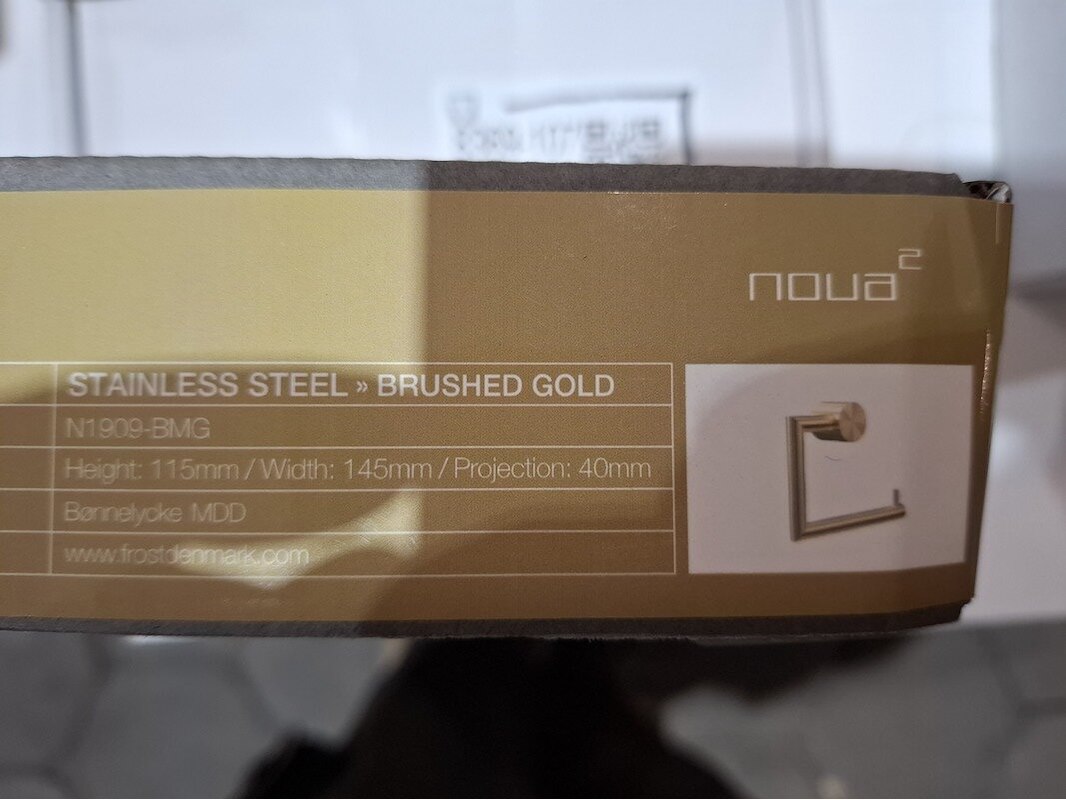 noua²
STAINLESS STEEL » BRUSHED GOLD
N1909-BMG
Height: 115mm / Width: 145mm / Projection: 40mm
Bønnelycke MDD
www.frostdenmark.com